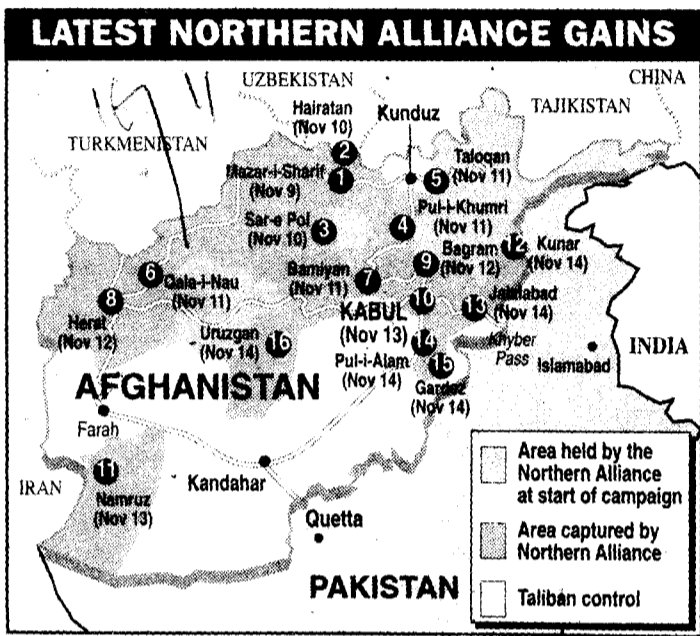 LATEST NORTHERN ALLIANCE GAINS
UZBEKISTAN
CHINA
TAJIKISTAN
TURKMENISTAN
Hairatan
(Nov 10)
Kunduz
2
Mazar-i-Sharif
(Nov 9)
1
5
Taloqan
(Nov 11)
Sar-e Pol
(Nov 10)
3
4
Pul-i-Khumri
(Nov 11)
12
Kunar
(Nov 14)
9
Bagram
(Nov 12)
6
Qala-i-Nau
(Nov 11)
Bamiyan
(Nov 11)
7
8
Herat
(Nov 12)
10
KABUL
(Nov 13)
13
Jalalabad
(Nov 14)
Uruzgan
(Nov 14)
16
14
Pul-i-Alam
(Nov 14)
15
Gardez
(Nov 14)
Khyber
Pass
Islamabad
INDIA
AFGHANISTAN
Farah
11
Namruz
(Nov 13)
IRAN
Kandahar
Quetta
PAKISTAN
Area held by the
Northern Alliance
at start of campaign
Area captured by
Northern Alliance
Taliban control